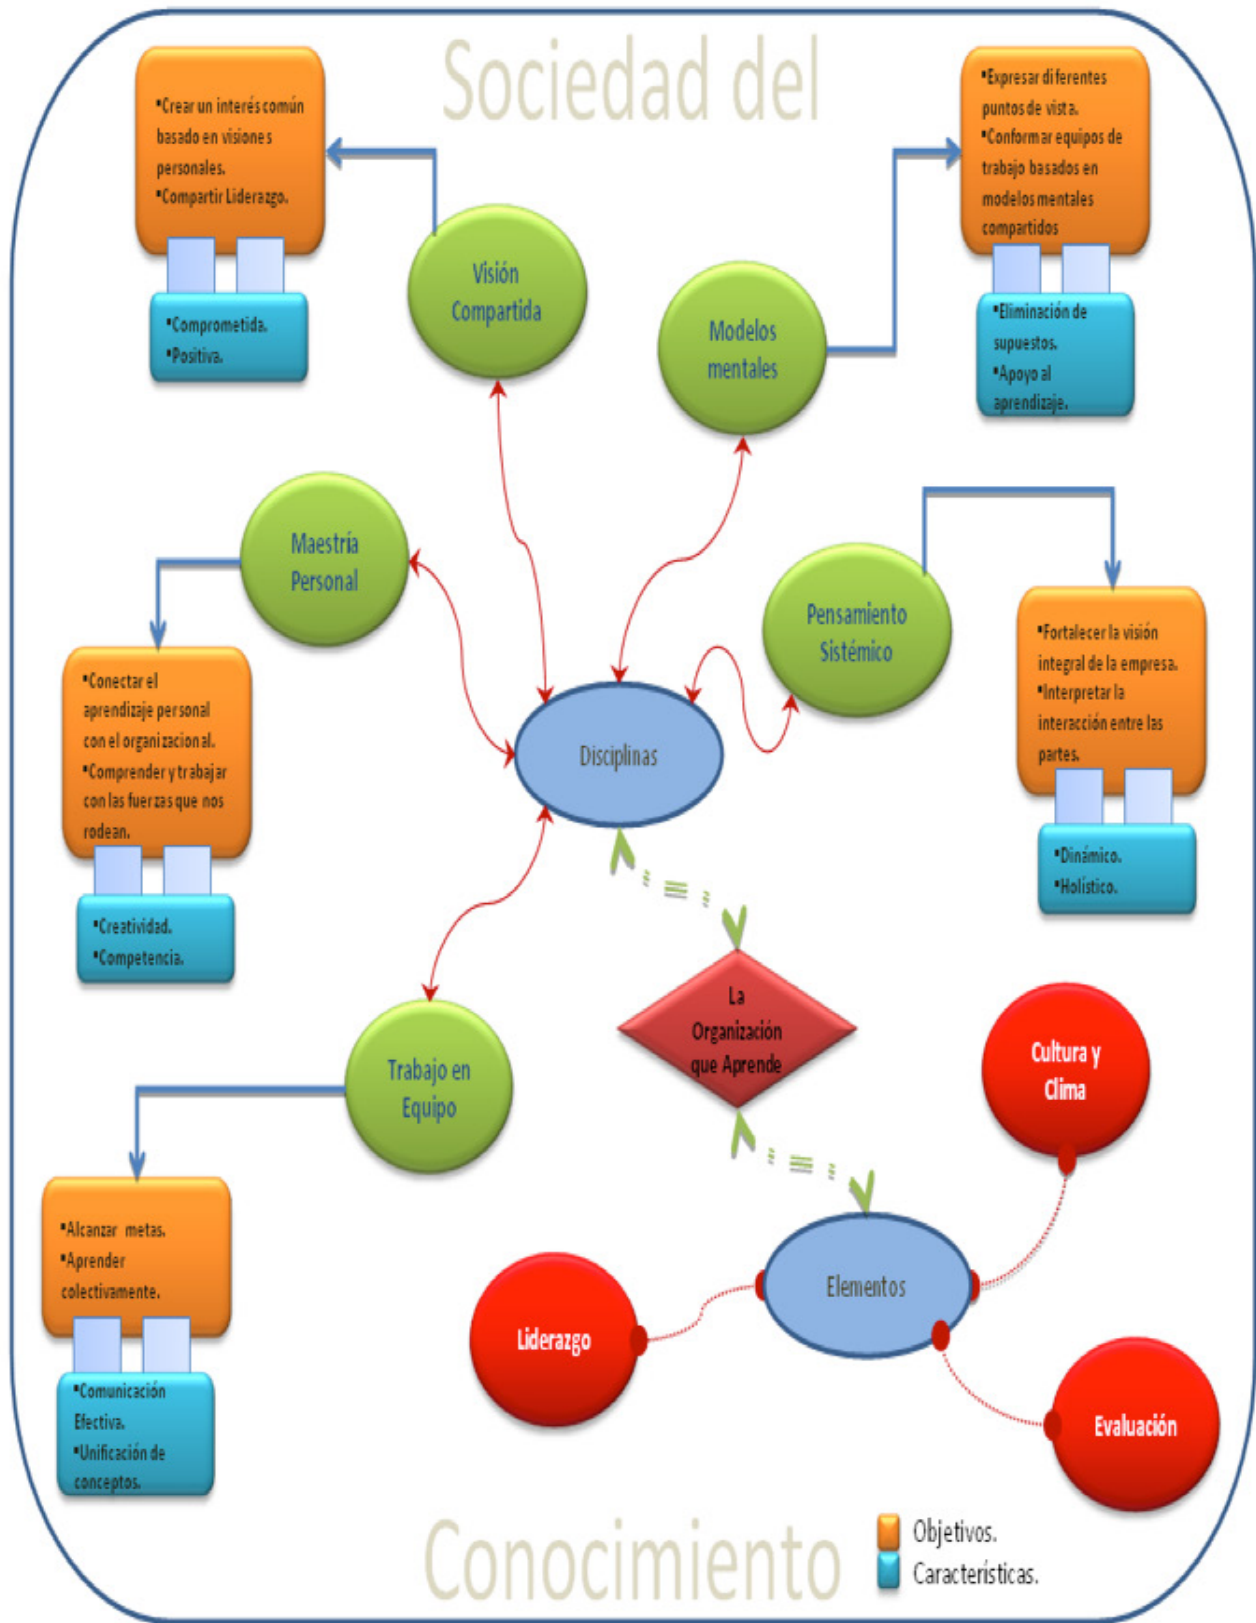 Sociedad del
▪Crear un interés común
basado en visiones
personales.
▪Compartir Liderazgo.
▪Comprometida.
▪Positiva.
Visión
Compartida
▪Expresar diferentes
puntos de vista.
▪Conformar equipos de
trabajo basados en
modelos mentales
compartidos
▪Eliminación de
supuestos.
▪Apoyo al
aprendizaje.
Modelos
mentales
Maestría
Personal
▪Conectar el
aprendizaje personal
con el organizacional.
▪Comprender y trabajar
con las fuerzas que nos
rodean.
▪Creatividad.
▪Competencia.
Pensamiento
Sistémico
▪Fortalecer la visión
integral de la empresa.
▪Interpretar la
interacción entre las
partes.
▪Dinámico.
▪Holístico.
Disciplinas
La
Organización
que Aprende
Trabajo en
Equipo
▪Alcanzar metas.
▪Aprender
colectivamente.
▪Comunicación
Efectiva.
▪Unificación de
conceptos.
Cultura y
Clima
Elementos
Liderazgo
Evaluación
Conocimiento
Objetivos.
Características.